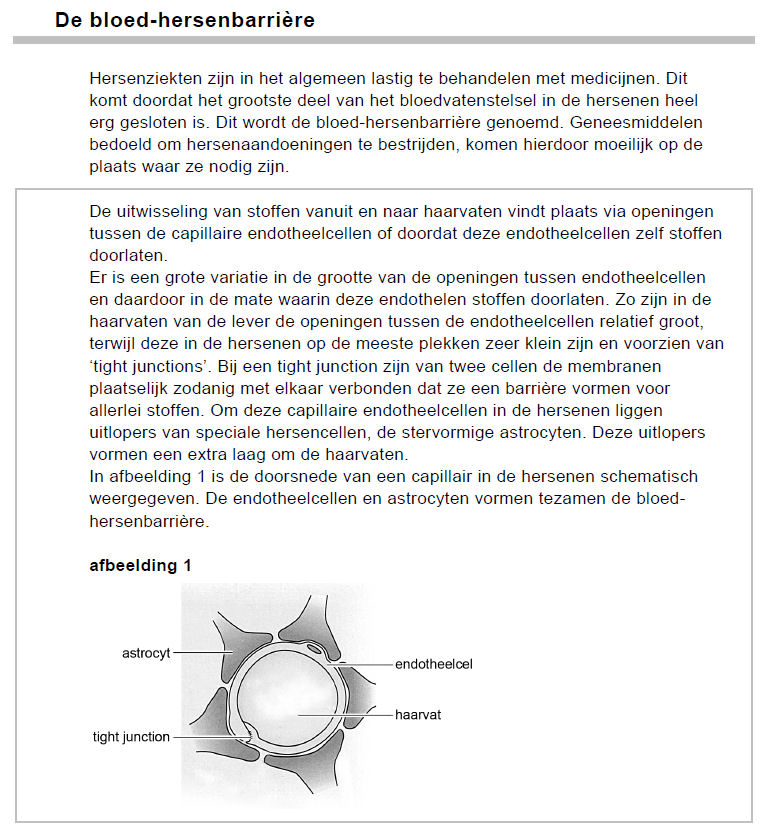 De bloed-hersenbarrière
Hersenziekten zijn in het algemeen lastig te behandelen met medicijnen. Dit
komt doordat het grootste deel van het bloedvatenstelsel in de hersenen heel
erg gesloten is. Dit wordt de bloed-hersenbarrière genoemd. Geneesmiddelen
bedoeld om hersenaandoeningen te bestrijden, komen hierdoor moeilijk op de
plaats waar ze nodig zijn.
De uitwisseling van stoffen vanuit en naar haarvaten vindt plaats via openingen
tussen de capillaire endotheelcellen of doordat deze endotheelcellen zelf stoffen
doorlaten.
Er is een grote variatie in de grootte van de openingen tussen endotheelcellen
en daardoor in de mate waarin deze endothelen stoffen doorlaten. Zo zijn in de
haarvaten van de lever de openingen tussen de endotheelcellen relatief groot,
terwijl deze in de hersenen op de meeste plekken zeer klein zijn en voorzien van
‘tight junctions’. Bij een tight junction zijn van twee cellen de membranen
plaatselijk zodanig met elkaar verbonden dat ze een barrière vormen voor
allerlei stoffen. Om deze capillaire endotheelcellen in de hersenen liggen
uitlopers van speciale hersencellen, de stervormige astrocyten. Deze uitlopers
vormen een extra laag om de haarvaten.
In afbeelding 1 is de doorsnede van een capillair in de hersenen schematisch
weergegeven. De endotheelcellen en astrocyten vormen tezamen de bloed-
hersenbarrière.
afbeelding 1
astrocyt
endotheelcel
haarvat
tight junction